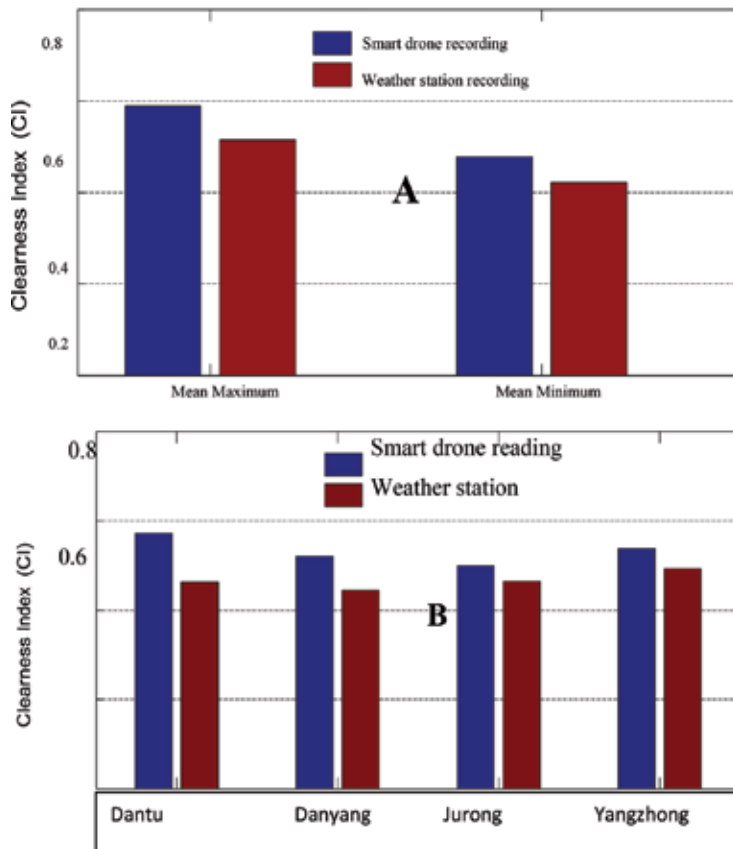 0.8
Smart drone recording
Weather station recording
Clearness Index (CI)
0.6
A
0.4
0.2
Mean Maximum Mean Minimum
0.8
Smart drone reading
Weather station
Clearness Index (CI)
0.6
B
Dantu Danyang Jurong Yangzhong